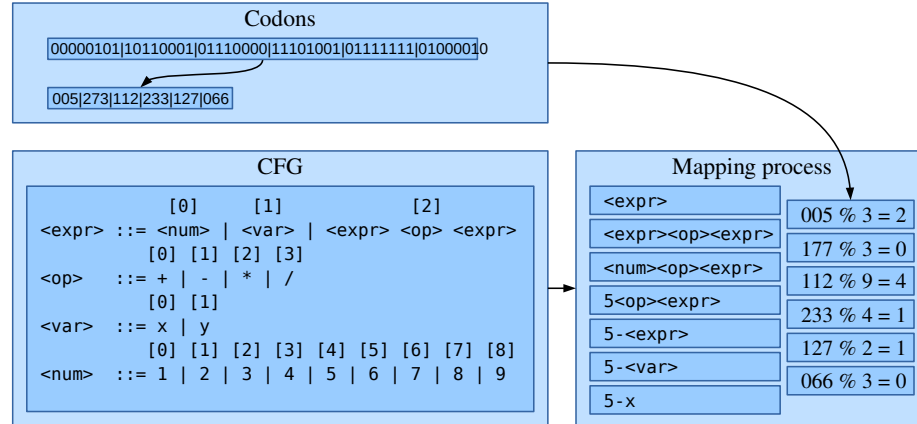 Codons
00000101|10110001|01110000|11101001|01111111|01000010
005|273|112|233|127|066
CFG
[0] [1] [2]
<expr> ::= <num> | <var> | <expr> <op> <expr>
[0] [1] [2] [3]
<op> ::= + | - | * | /
[0] [1]
<var> ::= x | y
[0] [1] [2] [3] [4] [5] [6] [7] [8]
<num> ::= 1 | 2 | 3 | 4 | 5 | 6 | 7 | 8 | 9
Mapping process
<expr>
<expr><op><expr>
<num><op><expr>
5<op><expr>
5-<expr>
5-<var>
5-x
005 % 3 = 2
177 % 3 = 0
112 % 9 = 4
233 % 4 = 1
127 % 2 = 1
066 % 3 = 0